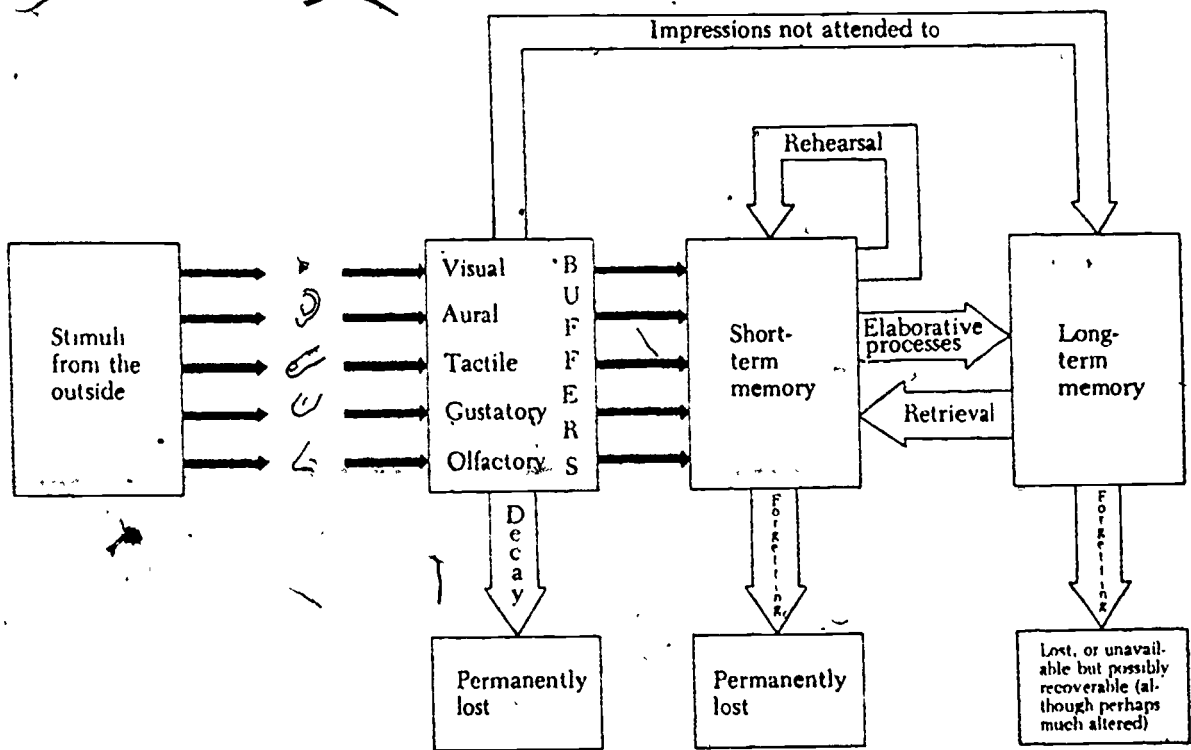 Impressions not attended to
Rehearsal
Stimuli
from the
outside
Visual
Aural
Tactile
Gustatory
Olfactory
BUFFERS
Short-
term
memory
Elaborative
processes
Retrieval
Long-
term
memory
Decay
Forgetting
Forgetting
Permanently
lost
Permanently
lost
Lost, or unavail-
able but possibly
recoverable (al-
though perhaps
much altered)